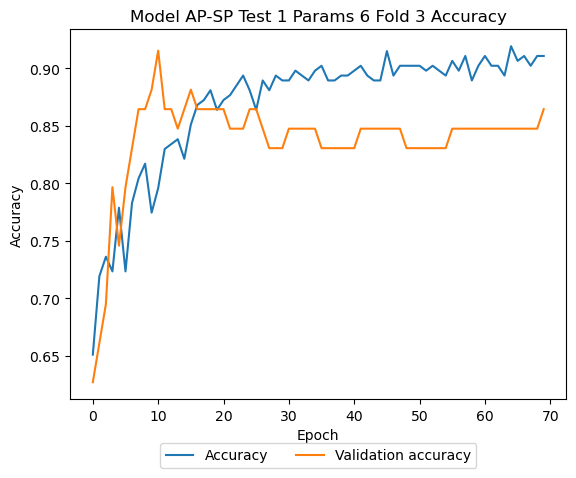 Model AP-SP Test 1 Params 6 Fold 3 Accuracy
Accuracy
0.90
0.85
0.80
0.75
0.70
0.65
0 10 20 30 40 50 60 70
Epoch
Accuracy Validation accuracy